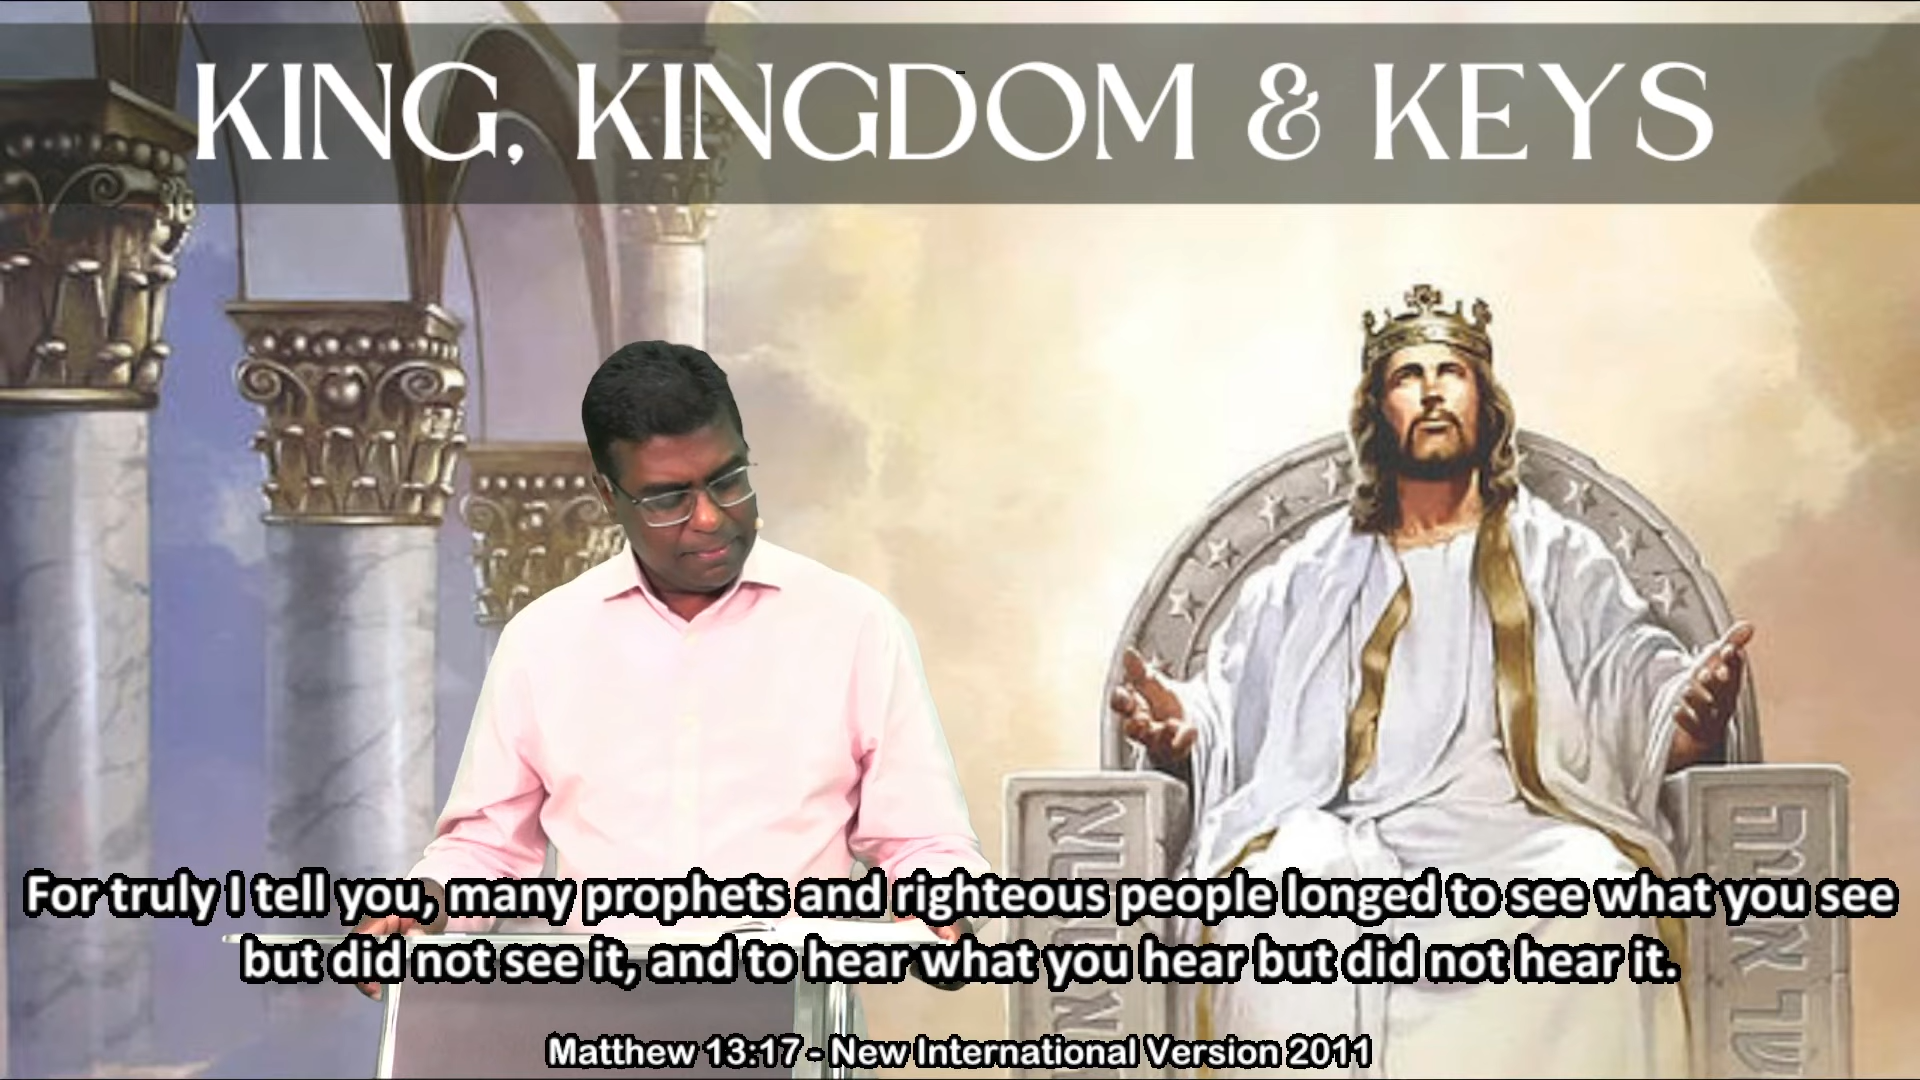 KING, KINGDOM & KEYS
For truly I tell you, many prophets and righteous people longed to see what you see
but did not see it, and to hear what you hear but did not hear it.
Matthew 13:17 - New International Version 2011